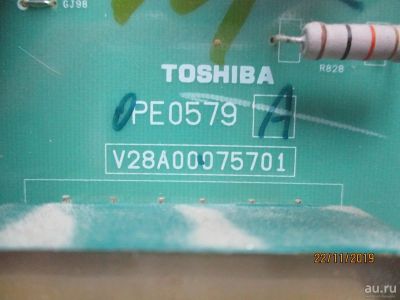 GJ98
R828
TOSHIBA
PE0579 A
V28A00075701
22/11/2019
au.ru